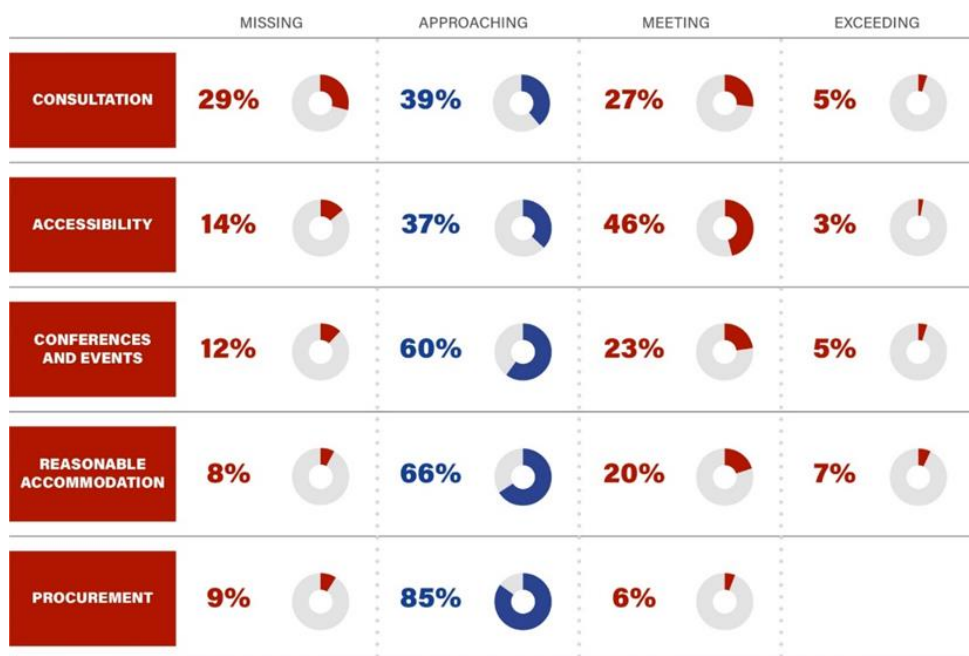 MISSING APPROACHING MEETING EXCEEDING
CONSULTATION 29% 39% 27% 5%
ACCESSIBILITY 14% 37% 46% 3%
CONFERENCES
AND EVENTS 12% 60% 23% 5%
REASONABLE
ACCOMMODATION 8% 66% 20% 7%
PROCUREMENT 9% 85% 6%